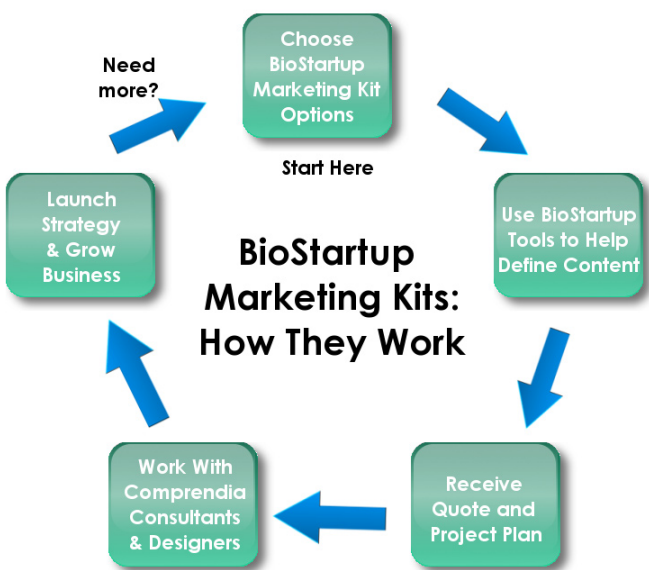 Choose
BioStartup
Marketing Kit
Options
Need
more?
Start Here
Launch
Strategy
& Grow
Business
Use BioStartup
Tools to Help
Define Content
BioStartup
Marketing Kits:
How They Work
Work With
Comprendia
Consultants
& Designers
Receive
Quote and
Project Plan